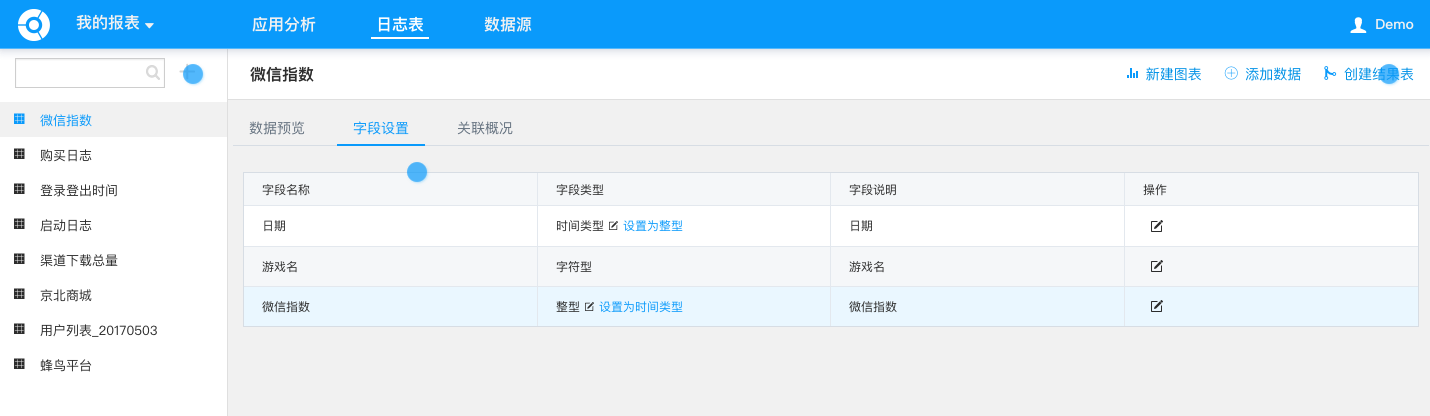 我的报表 应用分析 日志表 数据源 Demo
微信指数 新建图表 添加数据 创建结果表
微信指数
购买日志
登录登出时间
启动日志
渠道下载总量
京北商城
用户列表_20170503
蜂鸟平台
数据预览 字段设置 关联概况
字段名称 字段类型 字段说明 操作
日期 时间类型 设置为整型 日期
游戏名 字符型 游戏名
微信指数 整型 设置为时间类型 微信指数